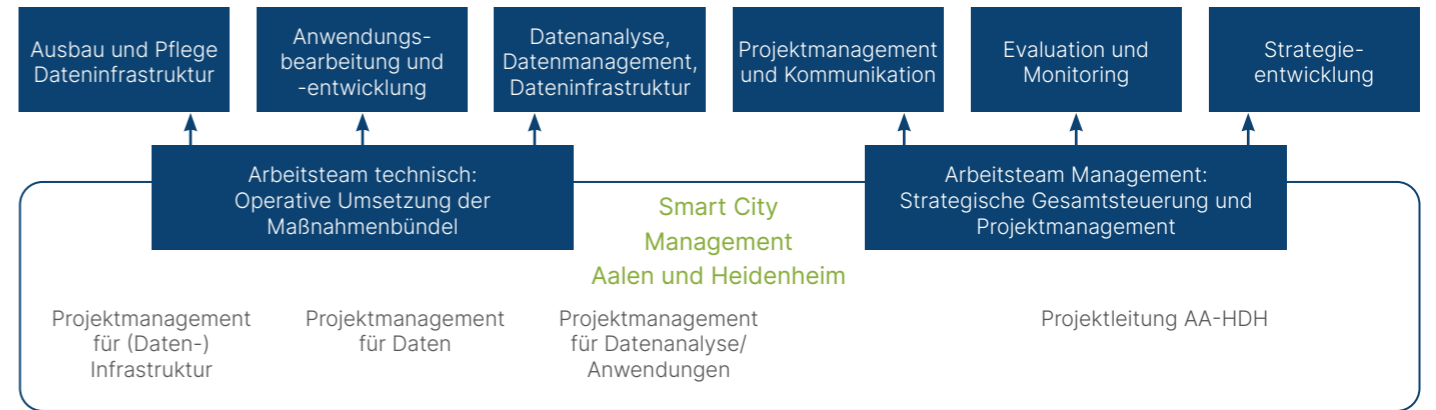 Ausbau und Pflege
Dateninfrastruktur
Anwendungs-
bearbeitung und
-entwicklung
Datenanalyse,
Datenmanagement,
Dateninfrastruktur
Projektmanagement
und Kommunikation
Evaluation und
Monitoring
Strategie-
entwicklung
Arbeitsteam technisch:
Operative Umsetzung der
Maßnahmenbündel
Arbeitsteam Management:
Strategische Gesamtsteuerung und
Projektmanagement
Smart City
Management
Aalen und Heidenheim
Projektmanagement
für (Daten-)
Infrastruktur
Projektmanagement
für Daten
Projektmanagement
für Datenanalyse/
Anwendungen
Projektleitung AA-HDH